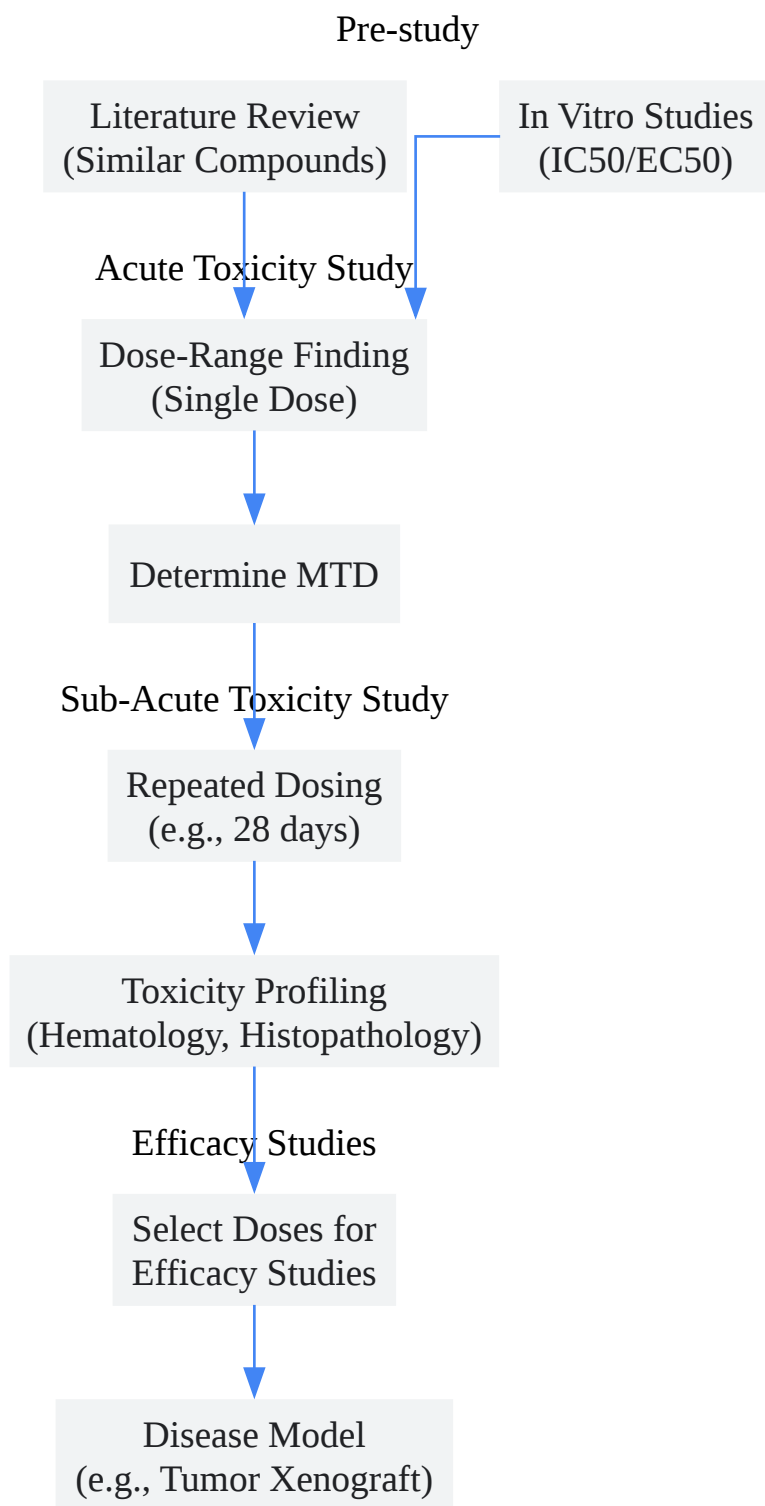 Pre-study
Literature Review
(Similar Compounds)
In Vitro Studies
(IC50/EC50)
Acute Toxicity Study
Dose-Range Finding
(Single Dose)
Determine MTD
Sub-Acute Toxicity Study
Repeated Dosing
(e.g., 28 days)
Toxicity Profiling
(Hematology, Histopathology)
Efficacy Studies
Select Doses for
Efficacy Studies
Disease Model
(e.g., Tumor Xenograft)